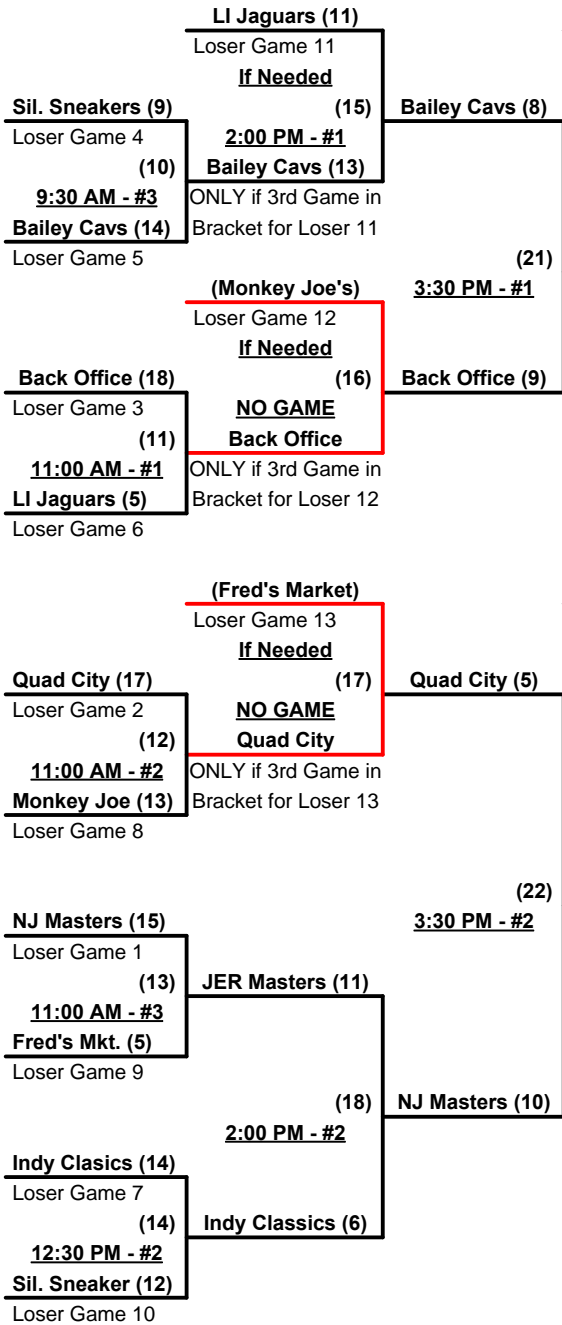 LI Jaguars (11)
Loser Game 11
If Needed
Sil. Sneakers (9)
(15)
Bailey Cavs (8)
Loser Game 4
2:00 PM - #1
(10)
Bailey Cavs (13)
9:30 AM - #3
ONLY if 3rd Game in
Bailey Cavs (14)
Bracket for Loser 11
Loser Game 5
(21)
(Monkey Joe's)
3:30 PM - #1
Loser Game 12
If Needed
Back Office (18)
(16)
Back Office (9)
Loser Game 3
NO GAME
(11)
Back Office
11:00 AM - #1
ONLY if 3rd Game in
LI Jaguars (5)
Bracket for Loser 12
Loser Game 6
(Fred's Market)
Loser Game 13
If Needed
Quad City (17)
(17)
Quad City (5)
Loser Game 2
NO GAME
(12)
Quad City
11:00 AM - #2
ONLY if 3rd Game in
Monkey Joe (13)
Bracket for Loser 13
Loser Game 8
(22)
NJ Masters (15)
3:30 PM - #2
Loser Game 1
(13)
JER Masters (11)
11:00 AM - #3
Fred's Mkt. (5)
Loser Game 9
(18)
NJ Masters (10)
2:00 PM - #2
Indy Clasics (14)
Loser Game 7
(14)
Indy Classics (6)
12:30 PM - #2
Sil. Sneaker (12)
Loser Game 10